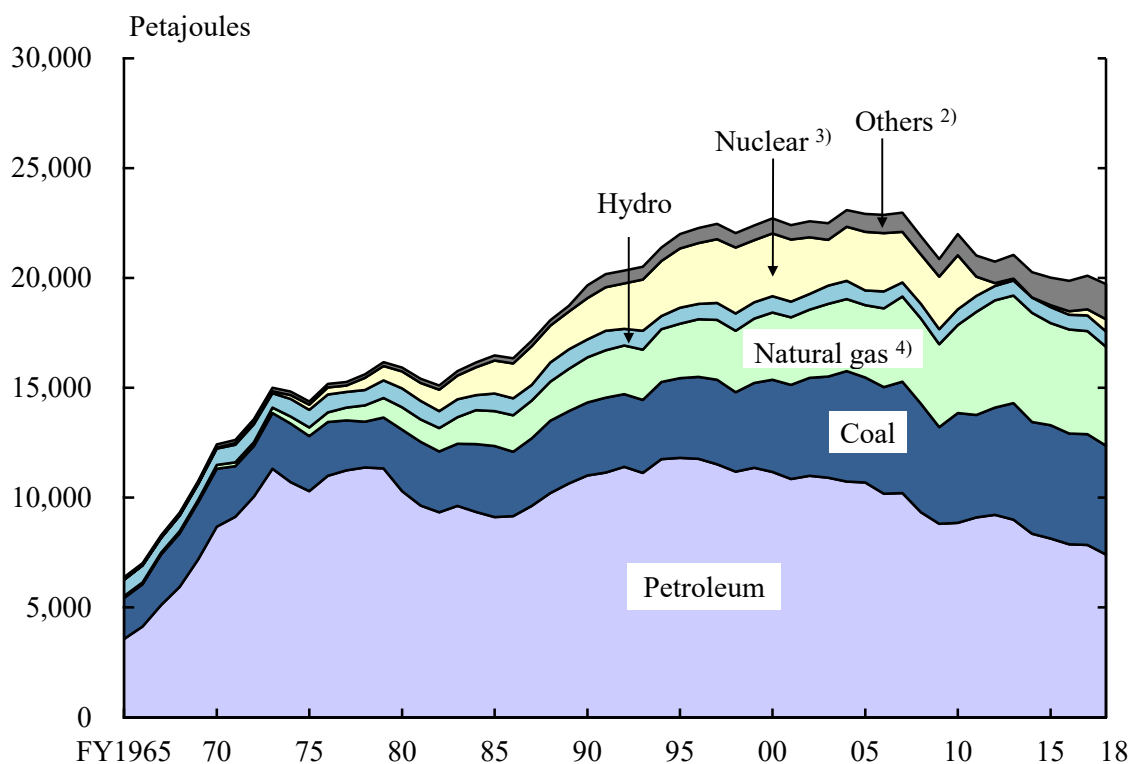 Petajoules
30,000
25,000
20,000
15,000
10,000
5,000
0
Others 2)
Nuclear 3)
Hydro
Natural gas 4)
Coal
Petroleum
FY1965 70 75 80 85 90 95 00 05 10 15 18